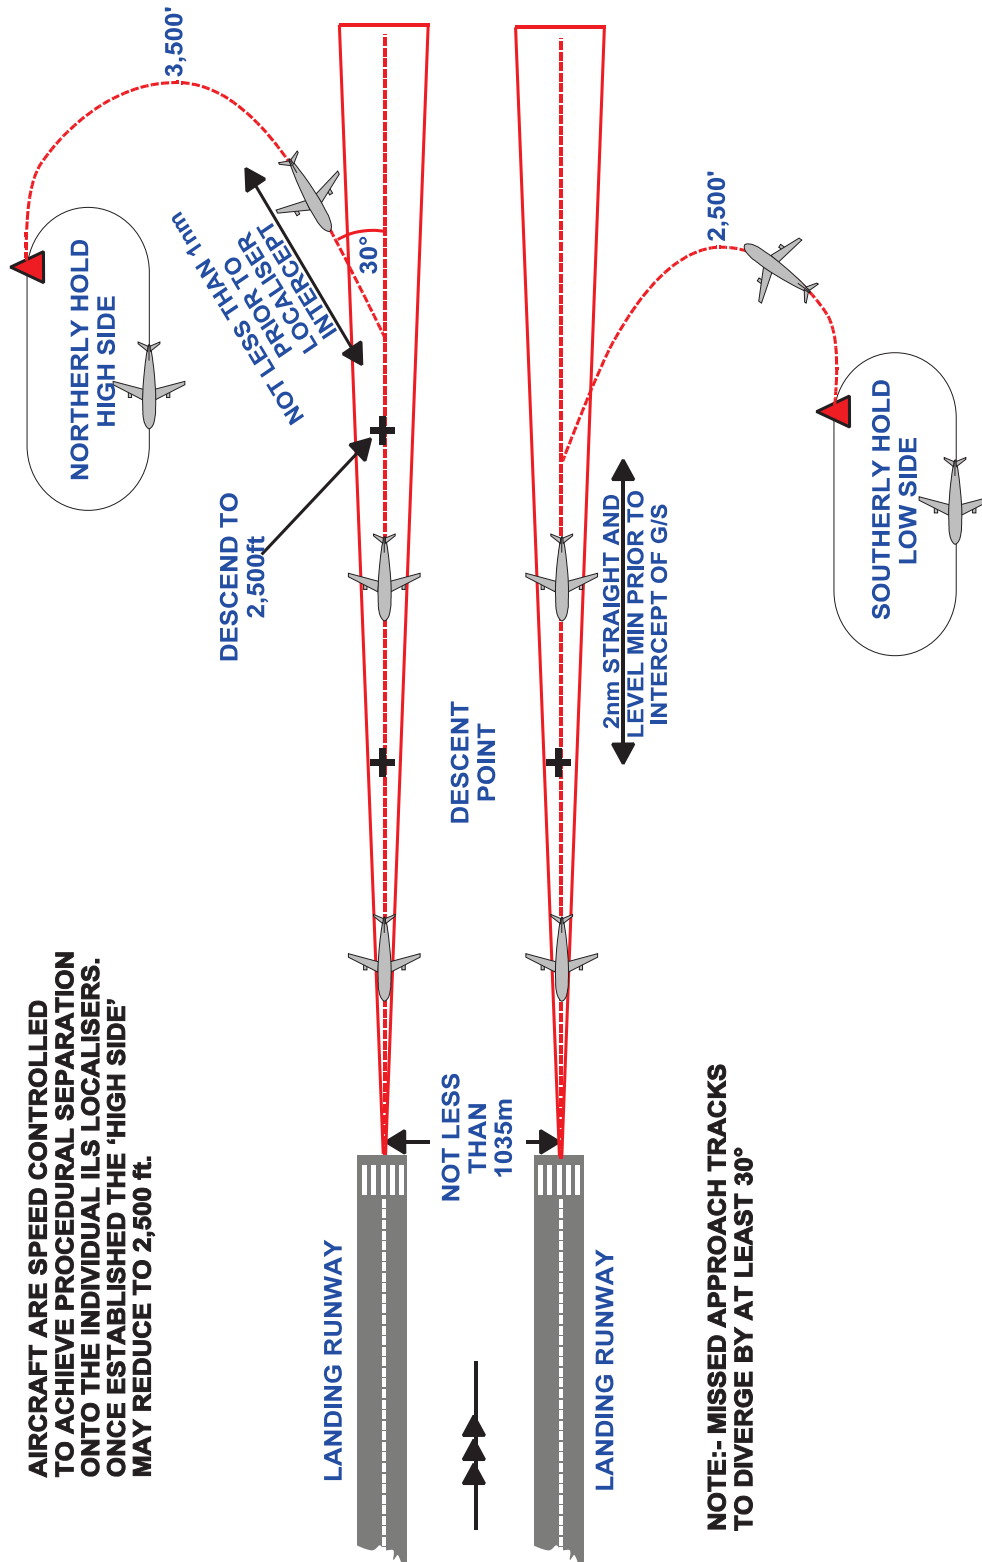 AIRCRAFT ARE SPEED CONTROLLED
TO ACHIEVE PROCEDURAL SEPARATION
ONTO THE INDIVIDUAL ILS LOCALISERS.
ONCE ESTABLISHED THE ‘HIGH SIDE’
MAY REDUCE TO 2,500 ft.
NORTHERLY HOLD
HIGH SIDE
3,500'
NOT LESS THAN 1nm
PRIOR TO
LOCALISER
INTERCEPT
30°
DESCEND TO
2,500ft
LANDING RUNWAY
NOT LESS
THAN
1035m
DESCENT
POINT
LANDING RUNWAY
2nm STRAIGHT AND
LEVEL MIN PRIOR TO
INTERCEPT OF G/S
2,500'
NOTE:- MISSED APPROACH TRACKS
TO DIVERGE BY AT LEAST 30°
SOUTHERLY HOLD
LOW SIDE